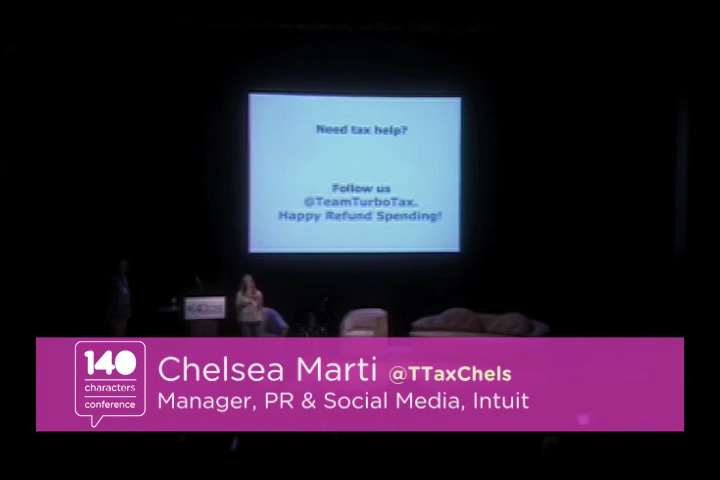 Need tax help?
Follow us
@TeamTurboTax.
Happy Refund Spending!
140
characters
conference
Chelsea Marti @TTaxChels
Manager, PR & Social Media, Intuit